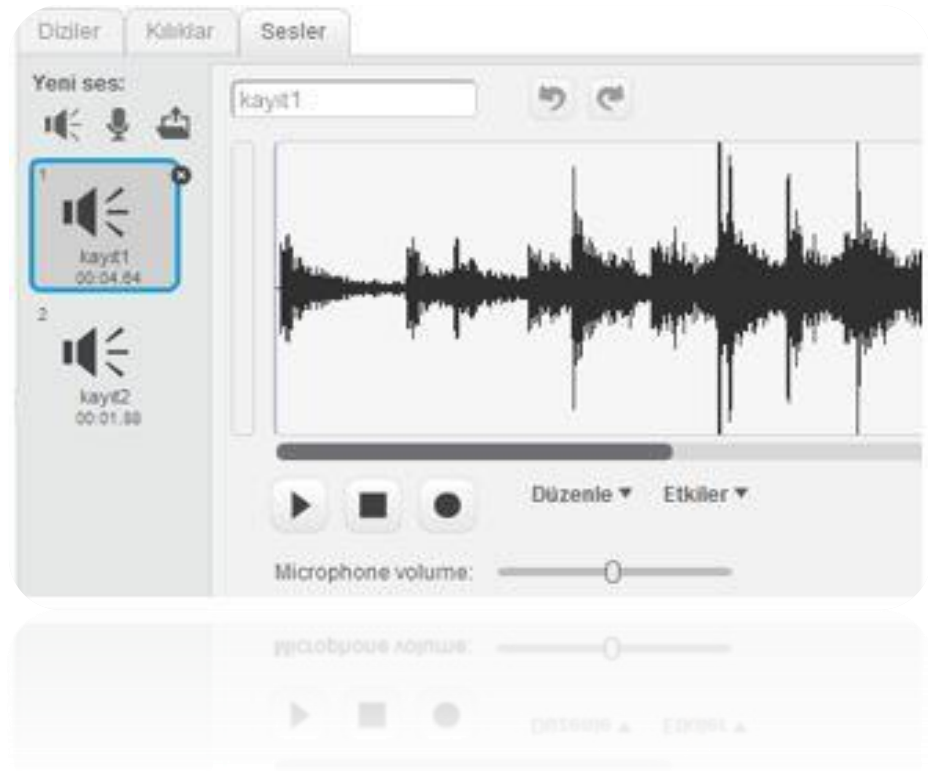 Diziler Kılıklar Sesler
Yeni ses:
kayıt1
1
kayıt1
00:04.64
2
kayıt2
00:01.88
Düzenle Etkiler
Microphone volume: